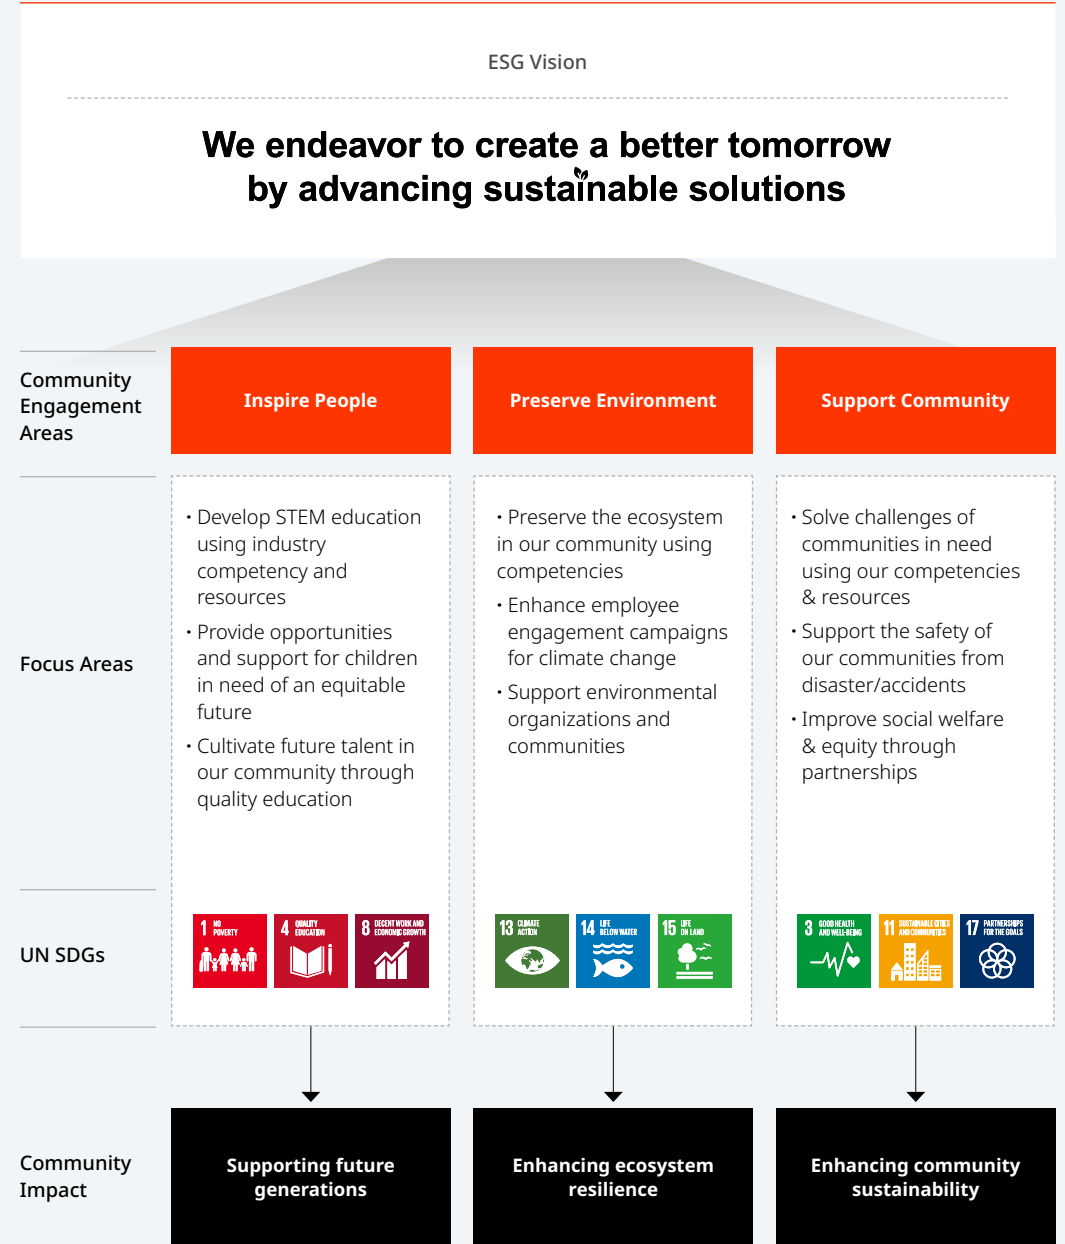 ESG Vision
We endeavor to create a better tomorrow
by advancing sustainable solutions
Community
Engagement
Areas
Inspire People
Preserve Environment
Support Community
Focus Areas
• Develop STEM education
using industry
competency and
resources
• Provide opportunities
and support for children
in need of an equitable
future
• Cultivate future talent in
our community through
quality education
• Preserve the ecosystem
in our community using
competencies
• Enhance employee
engagement campaigns
for climate change
• Support environmental
organizations and
communities
• Solve challenges of
communities in need
using our competencies
& resources
• Support the safety of
our communities from
disaster/accidents
• Improve social welfare
& equity through
partnerships
UN SDGs
1 NO
POVERTY
4 QUALITY
EDUCATION
8 DECENT WORK AND
ECONOMIC GROWTH
13 CLIMATE
ACTION
14 LIFE
BELOW WATER
15 LIFE
ON LAND
3 GOOD HEALTH
AND WELL-BEING
11 SUSTAINABLE CITIES
AND COMMUNITIES
17 PARTNERSHIPS
FOR THE GOALS
Community
Impact
Supporting future
generations
Enhancing ecosystem
resilience
Enhancing community
sustainability